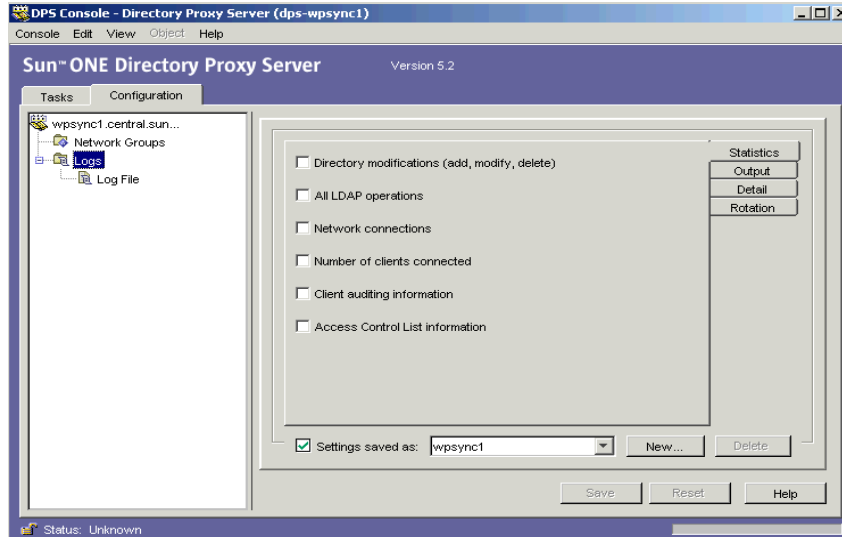 DPS Console - Directory Proxy Server (dps-wpsync1)
Console Edit View Object Help
Sun™ ONE Directory Proxy Server Version 5.2
Tasks Configuration
wpsync1.central.sun...
Network Groups
Logs
Log File
Statistics
Output
Detail
Rotation
Directory modifications (add, modify, delete)
All LDAP operations
Network connections
Number of clients connected
Client auditing information
Access Control List information
Settings saved as: wpsync1 New... Delete
Save Reset Help
Status: Unknown